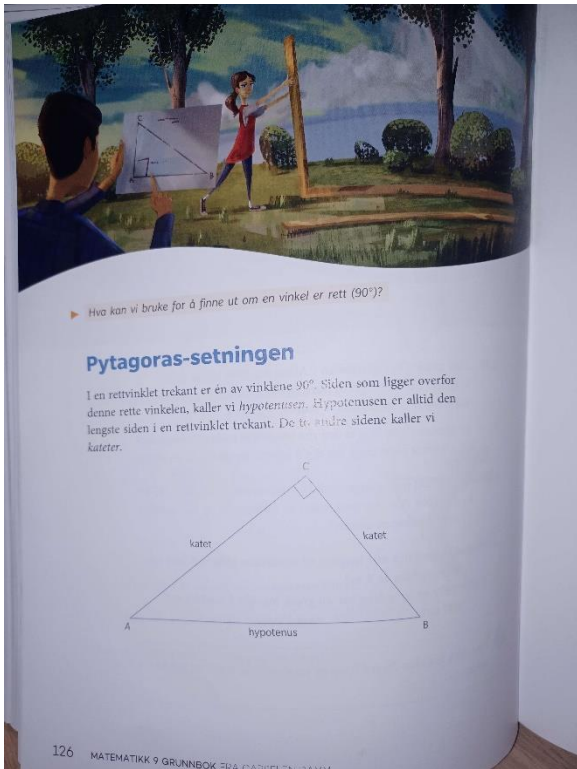 ▶ Hva kan vi bruke for å finne ut om en vinkel er rett (90°)?
Pytagoras-setningen
I en rettvinklet trekant er én av vinklene 90°. Siden som ligger overfor
denne rette vinkelen, kaller vi hypotenusen. Hypotenusen er alltid den
lengste siden i en rettvinklet trekant. De to andre sidene kaller vi
kateter.
C
katet
katet
A
B
hypotenus
126 MATEMATIKK 9 GRUNNBOK FRA